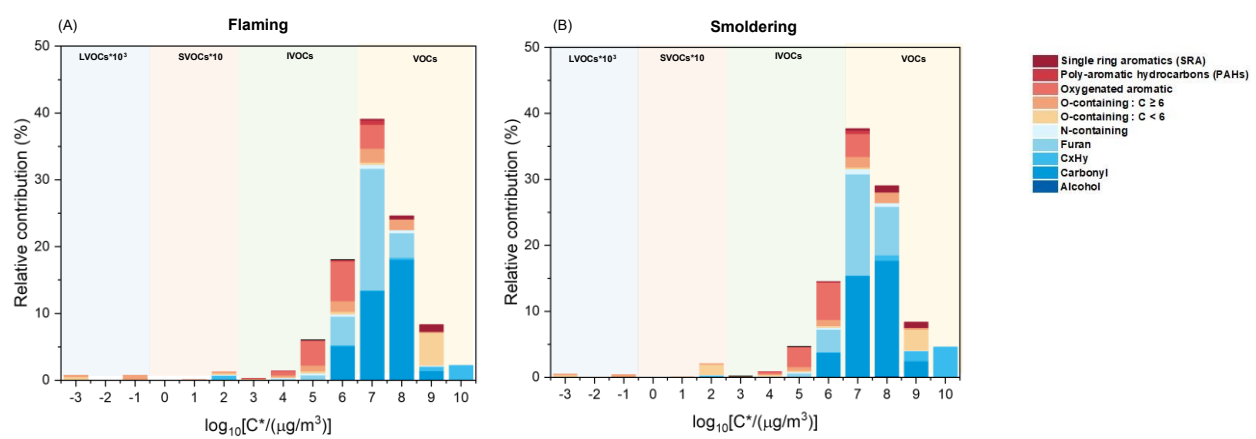 (A)
Flaming
50
40
30
20
10
0
Relative contribution (%)
LVOCs*10³
SVOCs*10
IVOCs
VOCs
-3 -2 -1 0 1 2 3 4 5 6 7 8 9 10
log₁₀[C*/(μg/m³)]
(B)
Smoldering
50
40
30
20
10
0
Relative contribution (%)
LVOCs*10³
SVOCs*10
IVOCs
VOCs
-3 -2 -1 0 1 2 3 4 5 6 7 8 9 10
log₁₀[C*/(μg/m³)]
Single ring aromatics (SRA)
Poly-aromatic hydrocarbons (PAHs)
Oxygenated aromatic
O-containing : C ≥ 6
O-containing : C < 6
N-containing
Furan
CxHy
Carbonyl
Alcohol